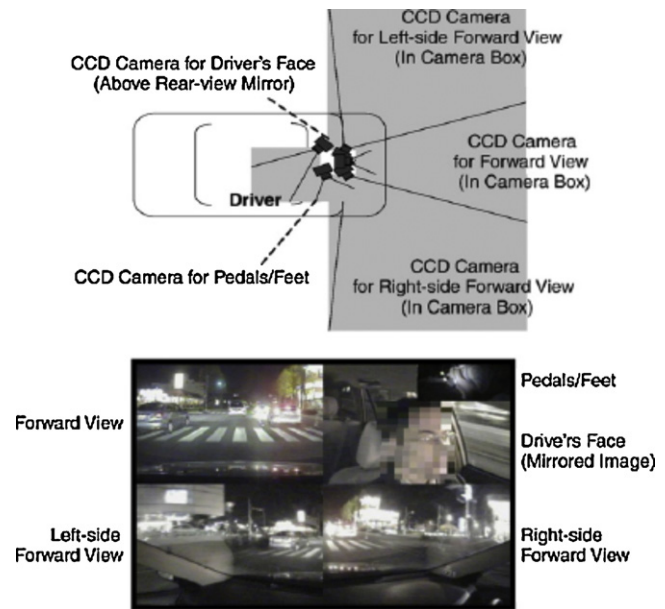 CCD Camera
for Left-side Forward View
(In Camera Box)
CCD Camera for Driver's Face
(Above Rear-view Mirror)
CCD Camera
for Forward View
(In Camera Box)
Driver
CCD Camera for Pedals/Feet
CCD Camera
for Right-side Forward View
(In Camera Box)
Pedals/Feet
Forward View
Drive'rs Face
(Mirrored Image)
Left-side
Forward View
Right-side
Forward View